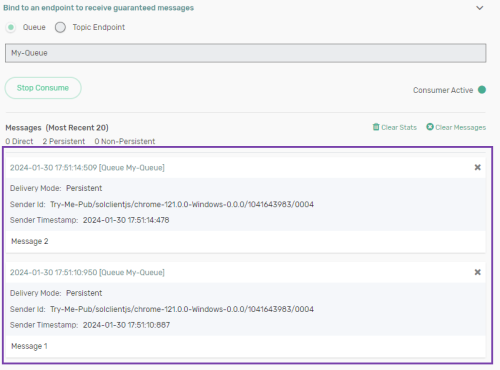 Bind to an endpoint to receive guaranteed messages
Queue Topic Endpoint
My-Queue
Stop Consume
Consumer Active
Messages (Most Recent 20)
Clear Stats Clear Messages
0 Direct 2 Persistent 0 Non-Persistent
2024-01-30 17:51:14:509 [Queue My-Queue]
Delivery Mode: Persistent
Sender Id: Try-Me-Pub/solclientjs/chrome-121.0.0-Windows-0.0.0/1041643983/0004
Sender Timestamp: 2024-01-30 17:51:14:478
Message 2
2024-01-30 17:51:10:950 [Queue My-Queue]
Delivery Mode: Persistent
Sender Id: Try-Me-Pub/solclientjs/chrome-121.0.0-Windows-0.0.0/1041643983/0004
Sender Timestamp: 2024-01-30 17:51:10:887
Message 1